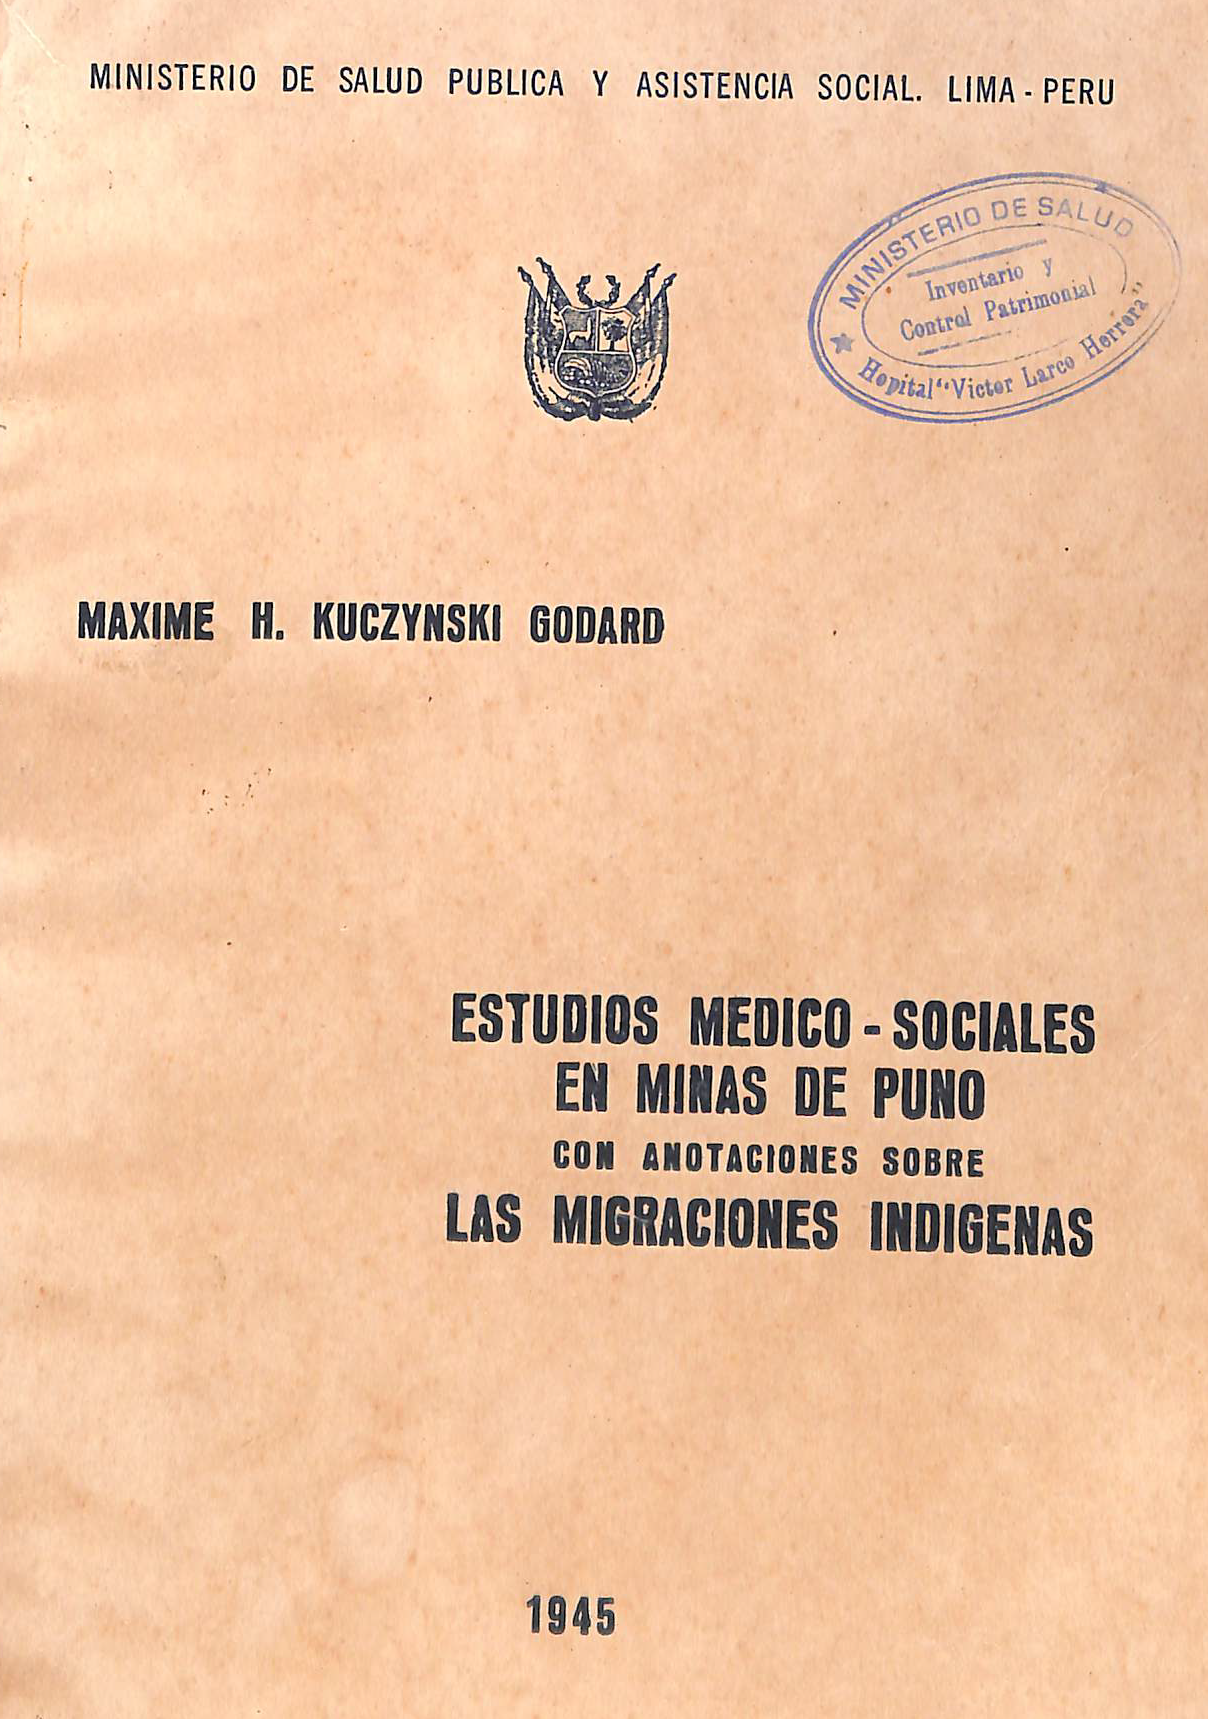 MINISTERIO DE SALUD PUBLICA Y ASISTENCIA SOCIAL. LIMA - PERU
MINISTERIO DE SALUD
Inventario y
Control Patrimonial
Hopital "Victor Larco Herrera"
MAXIME H. KUCZYNSKI GODARD
ESTUDIOS MEDICO - SOCIALES
EN MINAS DE PUNO
CON ANOTACIONES SOBRE
LAS MIGRACIONES INDIGENAS
1945